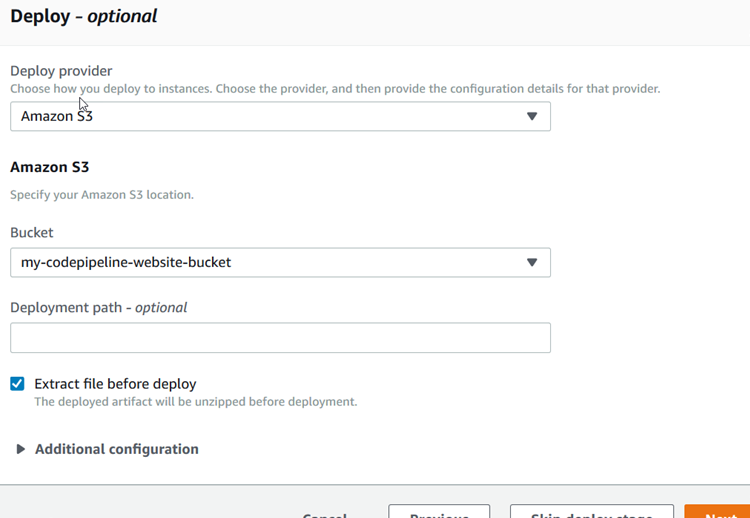 Deploy - optional
Deploy provider
Choose how you deploy to instances. Choose the provider, and then provide the configuration details for that provider.
Amazon S3
Amazon S3
Specify your Amazon S3 location.
Bucket
my-codepipeline-website-bucket
Deployment path - optional
Extract file before deploy
The deployed artifact will be unzipped before deployment.
Additional configuration
Cancel Previous Skip deploy stage Next